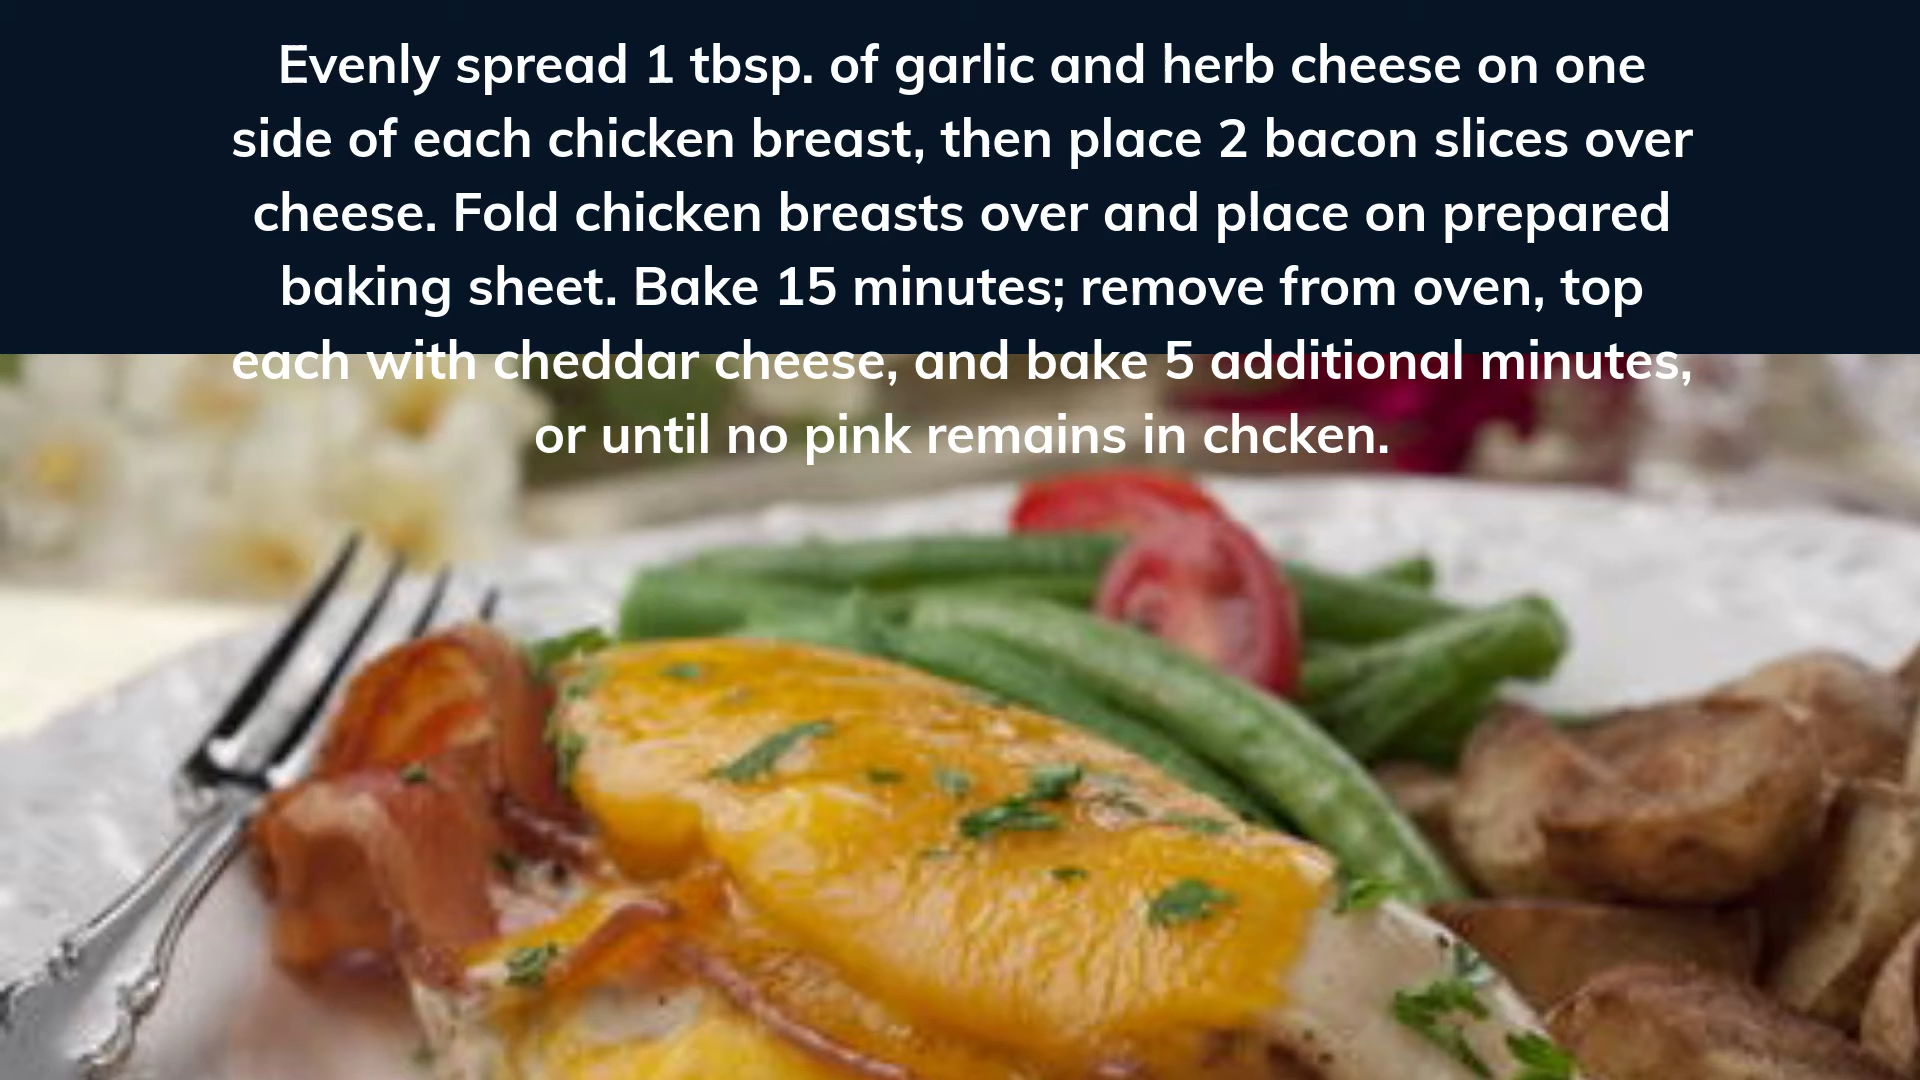 Evenly spread 1 tbsp. of garlic and herb cheese on one
side of each chicken breast, then place 2 bacon slices over
cheese. Fold chicken breasts over and place on prepared
baking sheet. Bake 15 minutes; remove from oven, top
each with cheddar cheese, and bake 5 additional minutes,
or until no pink remains in chcken.